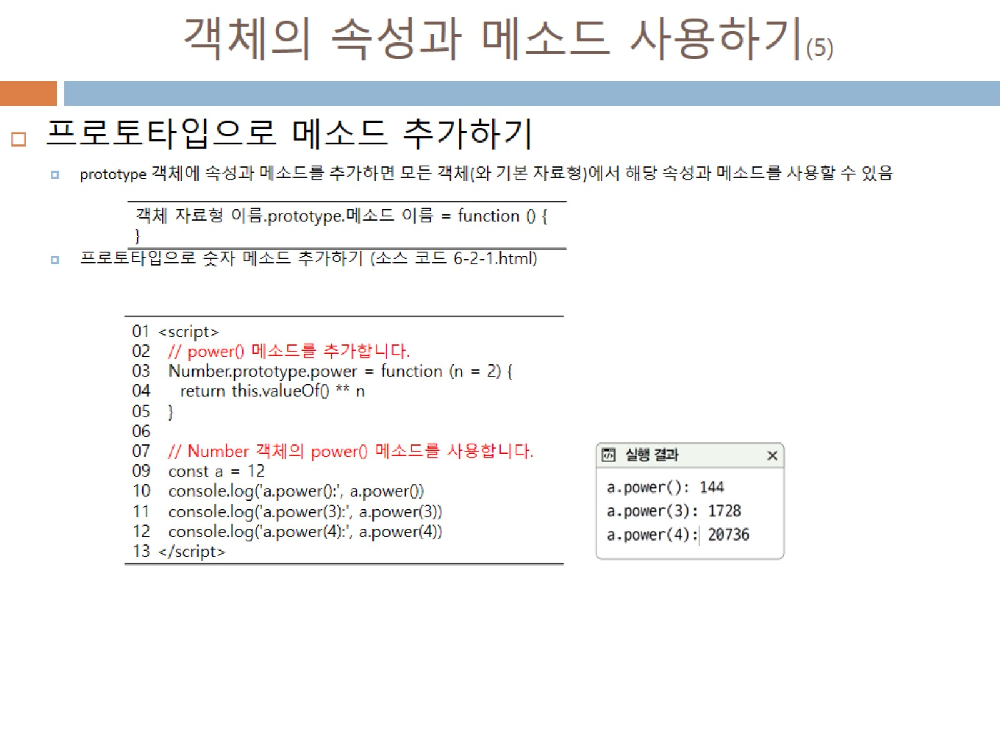 객체의 속성과 메소드 사용하기(5)
프로토타입으로 메소드 추가하기
prototype 객체에 속성과 메소드를 추가하면 모든 객체(와 기본 자료형)에서 해당 속성과 메소드를 사용할 수 있음
객체 자료형 이름.prototype.메소드 이름 = function () {
}
프로토타입으로 숫자 메소드 추가하기 (소스 코드 6-2-1.html)
01 <script>
02 // power() 메소드를 추가합니다.
03 Number.prototype.power = function (n = 2) {
04 return this.valueOf() ** n
05 }
06
07 // Number 객체의 power() 메소드를 사용합니다.
09 const a = 12
10 console.log('a.power():', a.power())
11 console.log('a.power(3):', a.power(3))
12 console.log('a.power(4):', a.power(4))
13 </script>
실행 결과
a.power(): 144
a.power(3): 1728
a.power(4): 20736